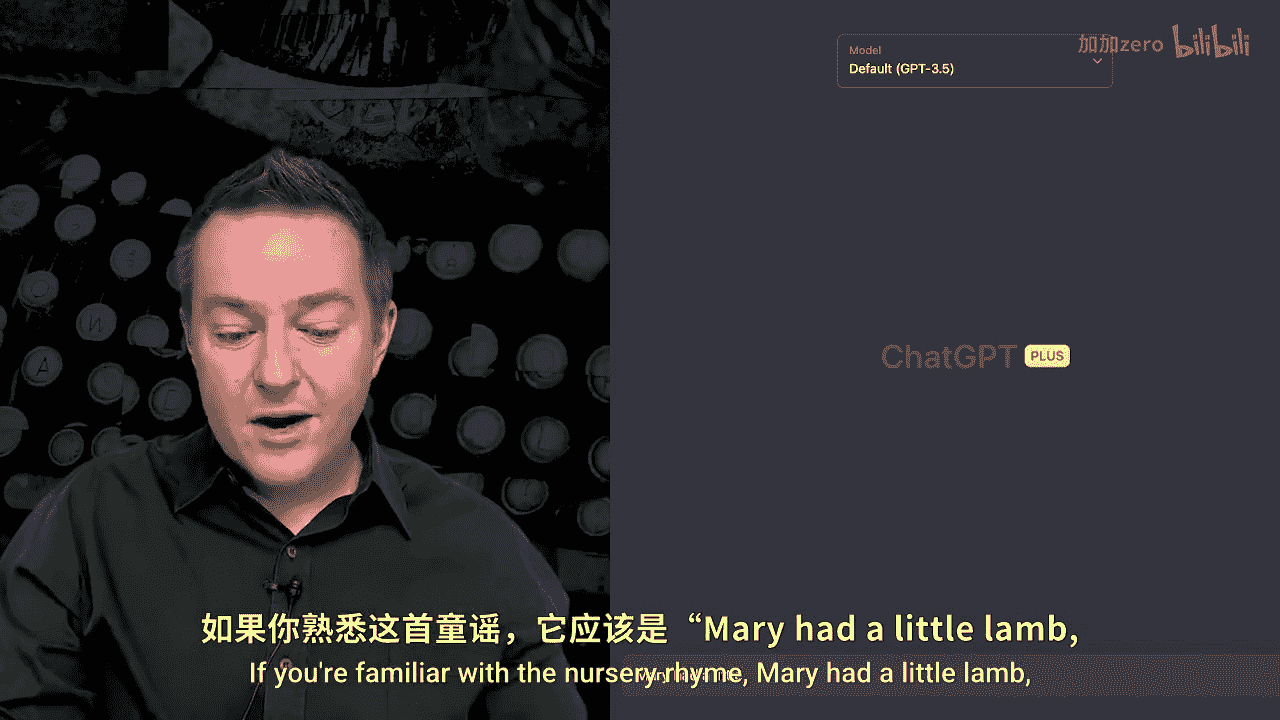 加加zero bilibili
Model
Default (GPT-3.5)
ChatGPT PLUS
如果你熟悉这首童谣，它应该是“Mary had a little lamb,
If you're familiar with the nursery rhyme, Mary had a little lamb,